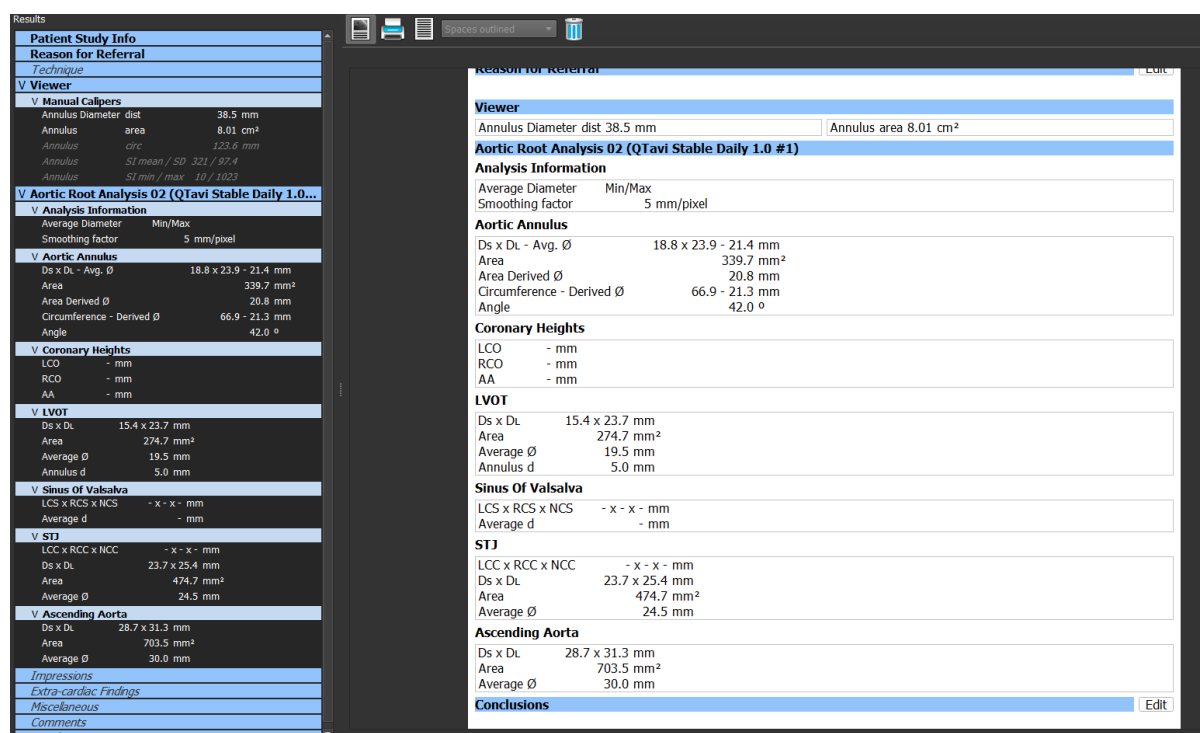 Results
Patient Study Info
Reason for Referral
Technique
V Viewer
V Manual Calipers
Annulus Diameter dist 38.5 mm
Annulus area 8.01 cm²
Annulus circ 123.6 mm
Annulus SI mean / SD 321 / 97.4
Annulus SI min / max 10 / 1023
V Aortic Root Analysis 02 (QTavi Stable Daily 1.0...
V Analysis Information
Average Diameter Min/Max
Smoothing factor 5 mm/pixel
V Aortic Annulus
Ds x DL - Avg. Ø 18.8 x 23.9 - 21.4 mm
Area 339.7 mm²
Area Derived Ø 20.8 mm
Circumference - Derived Ø 66.9 - 21.3 mm
Angle 42.0 º
V Coronary Heights
LCO - mm
RCO - mm
AA - mm
V LVOT
Ds x DL 15.4 x 23.7 mm
Area 274.7 mm²
Average Ø 19.5 mm
Annulus d 5.0 mm
V Sinus Of Valsalva
LCS x RCS x NCS - x - x - mm
Average d - mm
V STJ
LCC x RCC x NCC - x - x - mm
Ds x DL 23.7 x 25.4 mm
Area 474.7 mm²
Average Ø 24.5 mm
V Ascending Aorta
Ds x DL 28.7 x 31.3 mm
Area 703.5 mm²
Average Ø 30.0 mm
Impressions
Extra-cardiac Findings
Miscellaneous
Comments
Spaces outlined
Reason for Referral Edit
Viewer
Annulus Diameter dist 38.5 mm Annulus area 8.01 cm²
Aortic Root Analysis 02 (QTavi Stable Daily 1.0 #1)
Analysis Information
Average Diameter Min/Max
Smoothing factor 5 mm/pixel
Aortic Annulus
Ds x DL - Avg. Ø 18.8 x 23.9 - 21.4 mm
Area 339.7 mm²
Area Derived Ø 20.8 mm
Circumference - Derived Ø 66.9 - 21.3 mm
Angle 42.0 º
Coronary Heights
LCO - mm
RCO - mm
AA - mm
LVOT
Ds x DL 15.4 x 23.7 mm
Area 274.7 mm²
Average Ø 19.5 mm
Annulus d 5.0 mm
Sinus Of Valsalva
LCS x RCS x NCS - x - x - mm
Average d - mm
STJ
LCC x RCC x NCC - x - x - mm
Ds x DL 23.7 x 25.4 mm
Area 474.7 mm²
Average Ø 24.5 mm
Ascending Aorta
Ds x DL 28.7 x 31.3 mm
Area 703.5 mm²
Average Ø 30.0 mm
Conclusions Edit